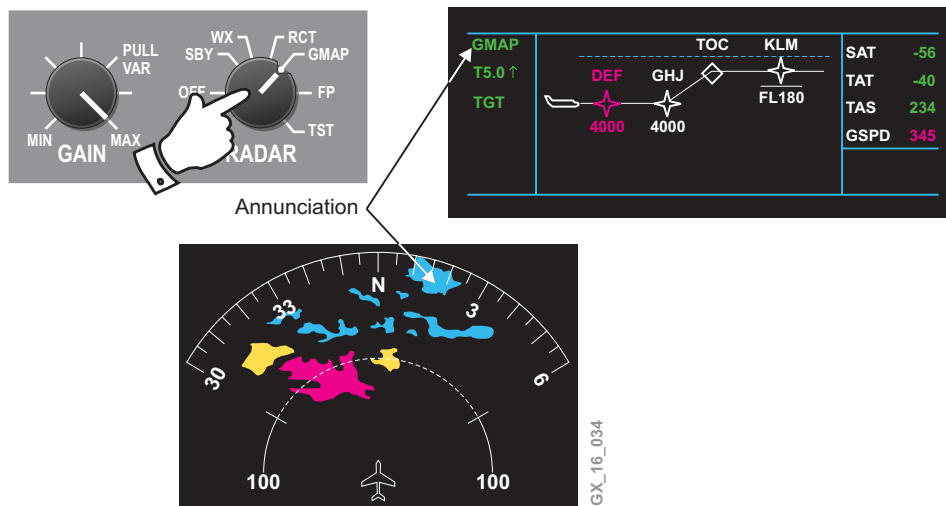 PULL
VAR
MIN
MAX
GAIN
WX
RCT
SBY
GMAP
OFF
FP
TST
RADAR
GMAP
T5.0↑
TGT
TOC
KLM
DEF
GHJ
FL180
4000
4000
SAT -56
TAT -40
TAS 234
GSPD 345
Annunciation
N
33
3
30
6
100
100
GX_16_034